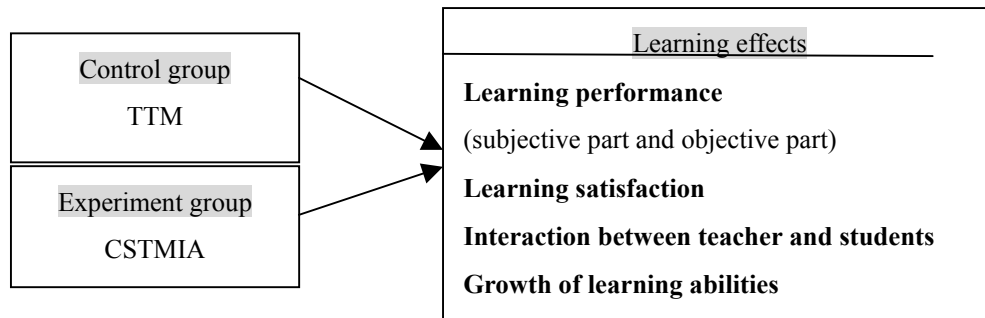 Control group
TTM
Experiment group
CSTMIA
Learning effects
Learning performance
(subjective part and objective part)
Learning satisfaction
Interaction between teacher and students
Growth of learning abilities